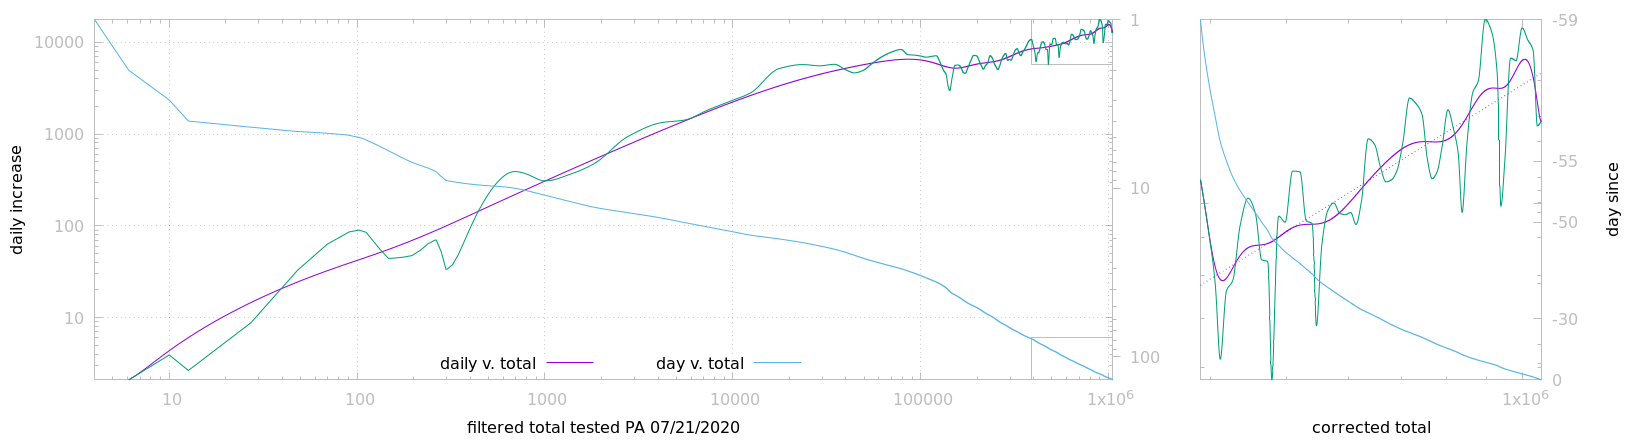 10000
1000
100
10
daily increase
10
100
1000
10000
100000
1x10⁶
filtered total tested PA 07/21/2020
daily v. total
day v. total
1
10
100
-59
-55
-50
-30
0
day since
1x10⁶
corrected total